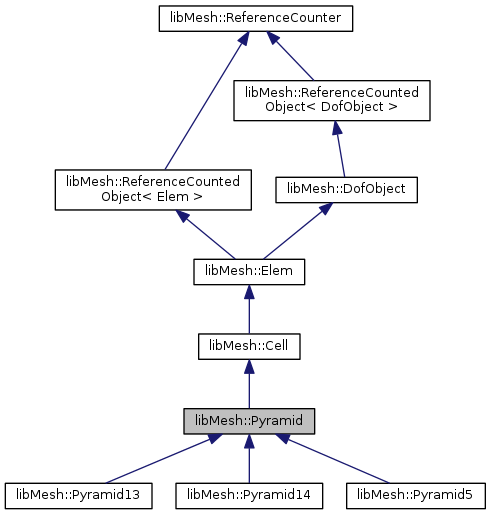 libMesh::ReferenceCounter
libMesh::ReferenceCounted
Object< DofObject >
libMesh::ReferenceCounted
Object< Elem >
libMesh::DofObject
libMesh::Elem
libMesh::Cell
libMesh::Pyramid
libMesh::Pyramid13
libMesh::Pyramid14
libMesh::Pyramid5